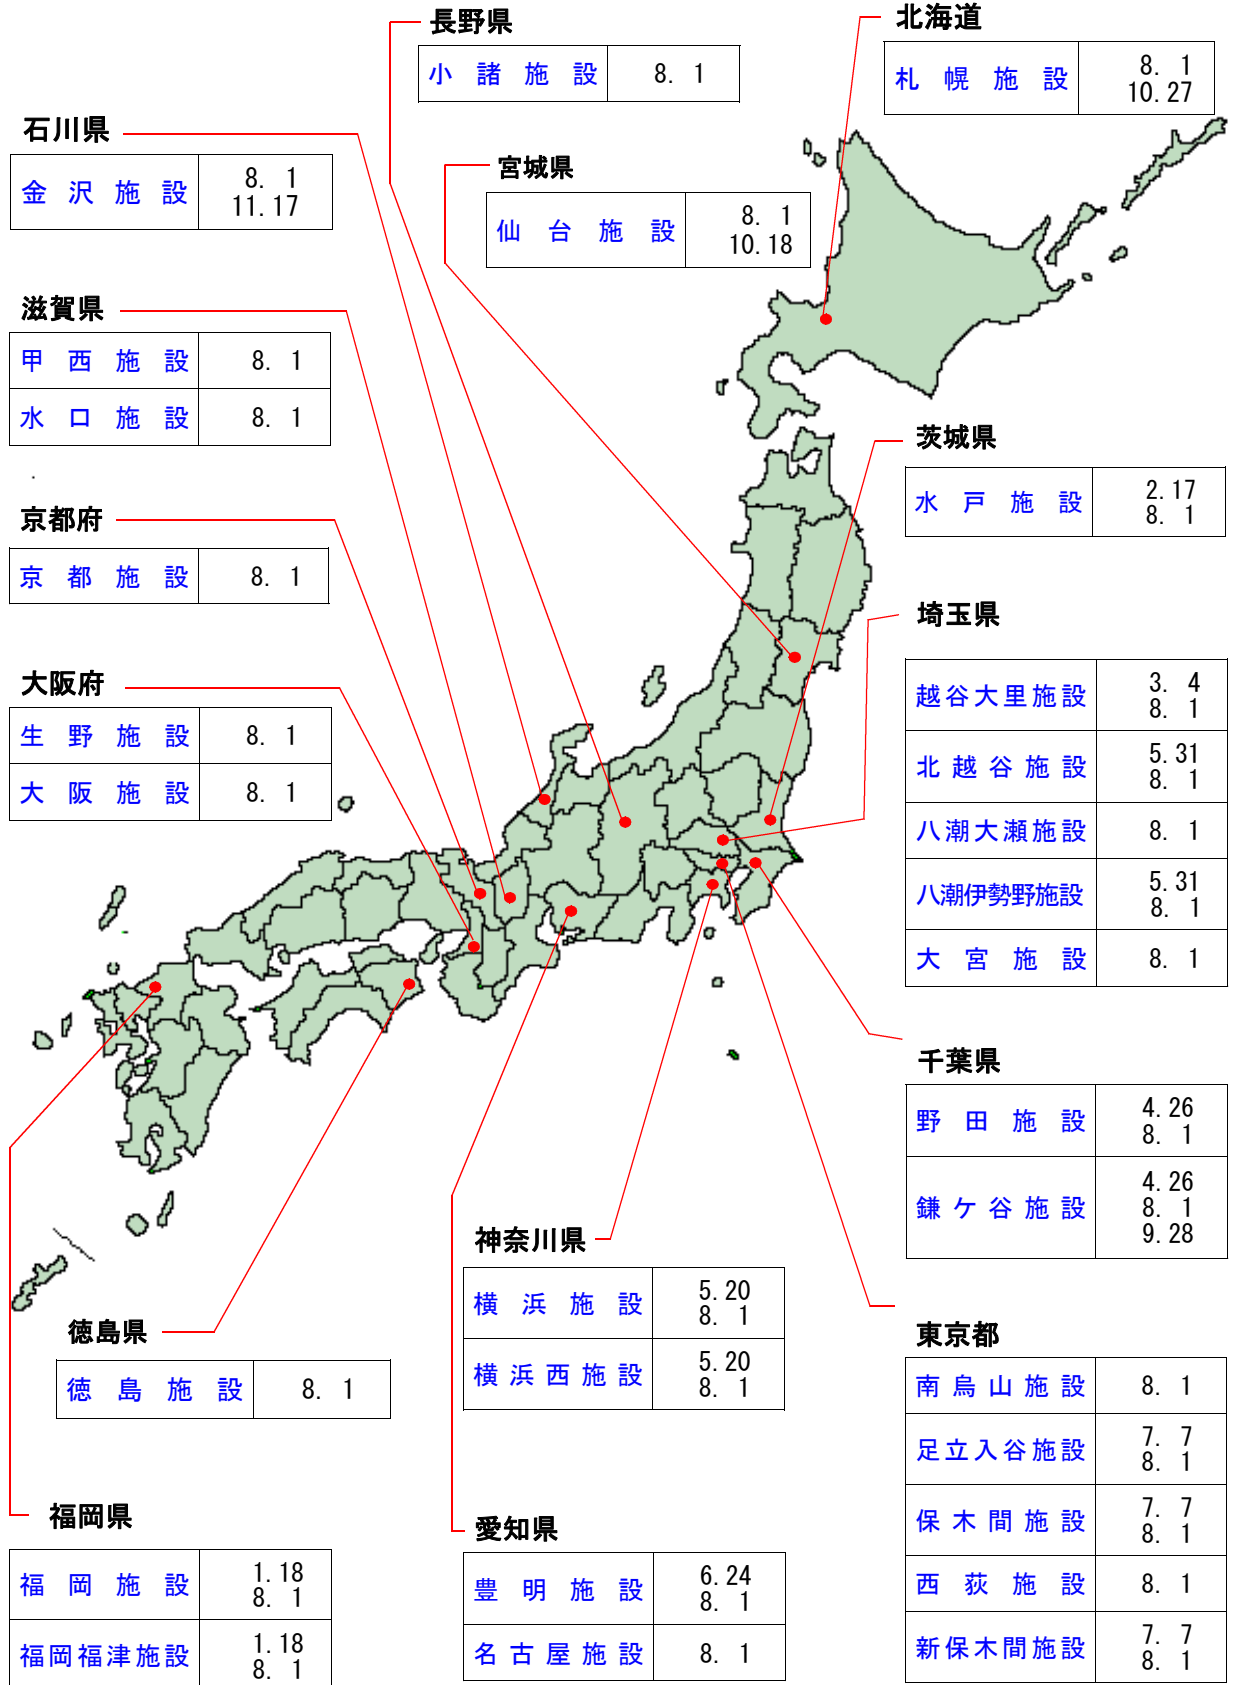 長野県
小諸施設 8. 1
北海道
札幌施設 8. 1
10.27
石川県
金沢施設 8. 1
11.17
宮城県
仙台施設 8. 1
10.18
滋賀県
甲西施設 8. 1
水口施設 8. 1
茨城県
水戸施設 2.17
8. 1
京都府
京都施設 8. 1
埼玉県
越谷大里施設 3. 4
8. 1
北越谷施設 5.31
8. 1
八潮大瀬施設 8. 1
八潮伊勢野施設 5.31
8. 1
大宮施設 8. 1
大阪府
生野施設 8. 1
大阪施設 8. 1
千葉県
野田施設 4.26
8. 1
鎌ケ谷施設 4.26
8. 1
9.28
神奈川県
横浜施設 5.20
8. 1
横浜西施設 5.20
8. 1
徳島県
徳島施設 8. 1
東京都
南烏山施設 8. 1
足立入谷施設 7. 7
8. 1
保木間施設 7. 7
8. 1
西荻施設 8. 1
新保木間施設 7. 7
8. 1
福岡県
福岡施設 1.18
8. 1
福岡福津施設 1.18
8. 1
愛知県
豊明施設 6.24
8. 1
名古屋施設 8. 1